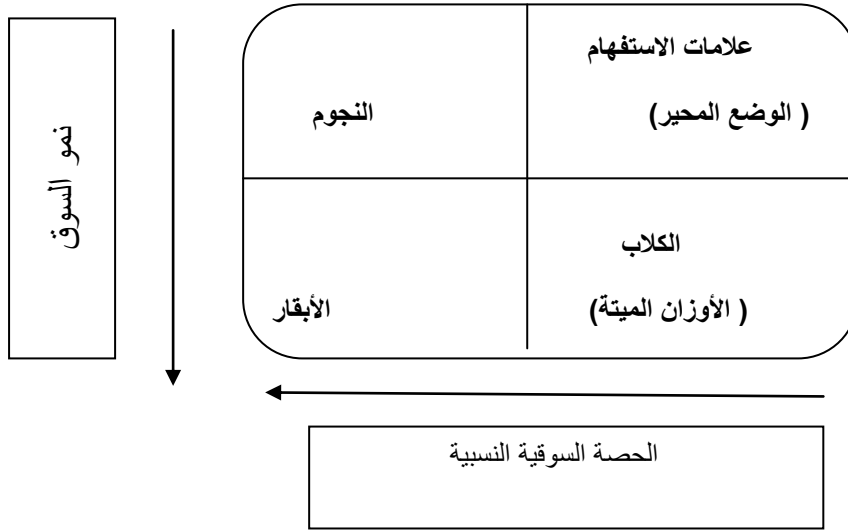 علامات الاستفهام
( الوضع المحير)
النجوم
نمو السوق
الكلاب
( الأوزان الميتة)
الأبقار
الحصة السوقية النسبية